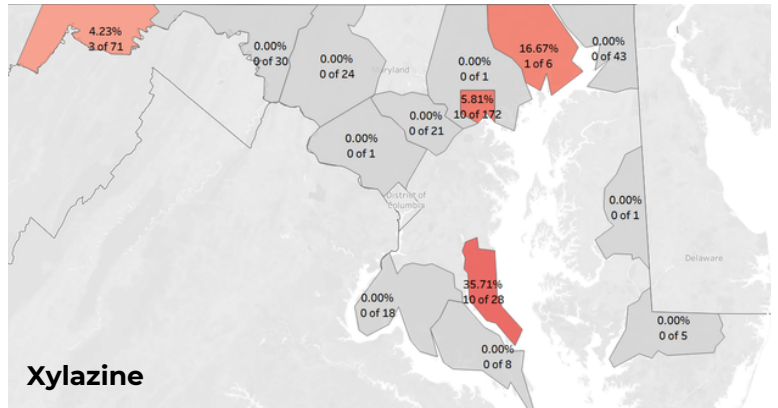 4.23%
3 of 71
0.00%
0 of 30
0.00%
0 of 24
Maryland
0.00%
0 of 1
16.67%
1 of 6
0.00%
0 of 43
5.81%
10 of 172
0.00%
0 of 21
0.00%
0 of 1
District of
Columbia
0.00%
0 of 1
Delaware
35.71%
10 of 28
0.00%
0 of 18
0.00%
0 of 5
0.00%
0 of 8
Xylazine